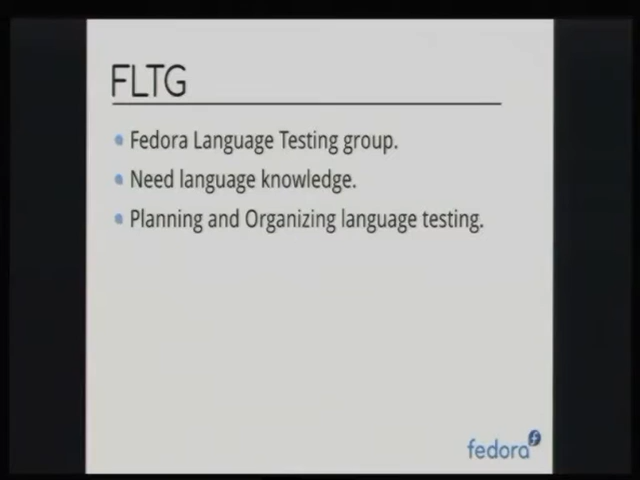 FLTG
Fedora Language Testing group.
Need language knowledge.
Planning and Organizing language testing.
fedora